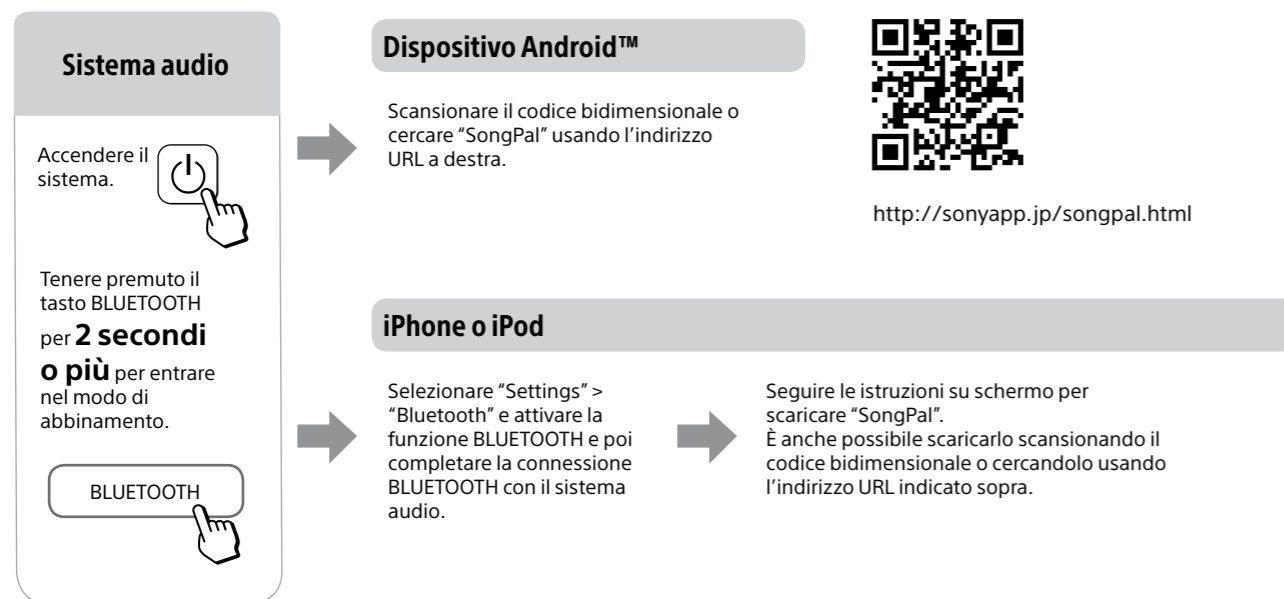 Sistema audio
Accendere il
sistema.
Tenere premuto il
tasto BLUETOOTH
per 2 secondi
o più per entrare
nel modo di
abbinamento.
BLUETOOTH
Dispositivo Android™
Scansionare il codice bidimensionale o
cercare “SongPal” usando l’indirizzo
URL a destra.
http://sonyapp.jp/songpal.html
iPhone o iPod
Selezionare “Settings” >
“Bluetooth” e attivare la
funzione BLUETOOTH e poi
completare la connessione
BLUETOOTH con il sistema
audio.
Seguire le istruzioni su schermo per
scaricare “SongPal”.
È anche possibile scaricarlo scansionando il
codice bidimensionale o cercandolo usando
l’indirizzo URL indicato sopra.